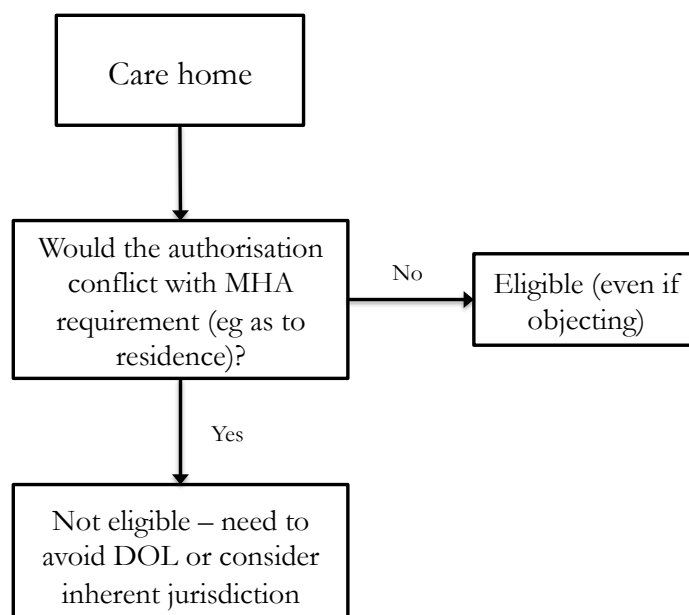 Care home
Would the authorisation
conflict with MHA
requirement (eg as to
residence)?
No
Eligible (even if
objecting)
Yes
Not eligible – need to
avoid DOL or consider
inherent jurisdiction